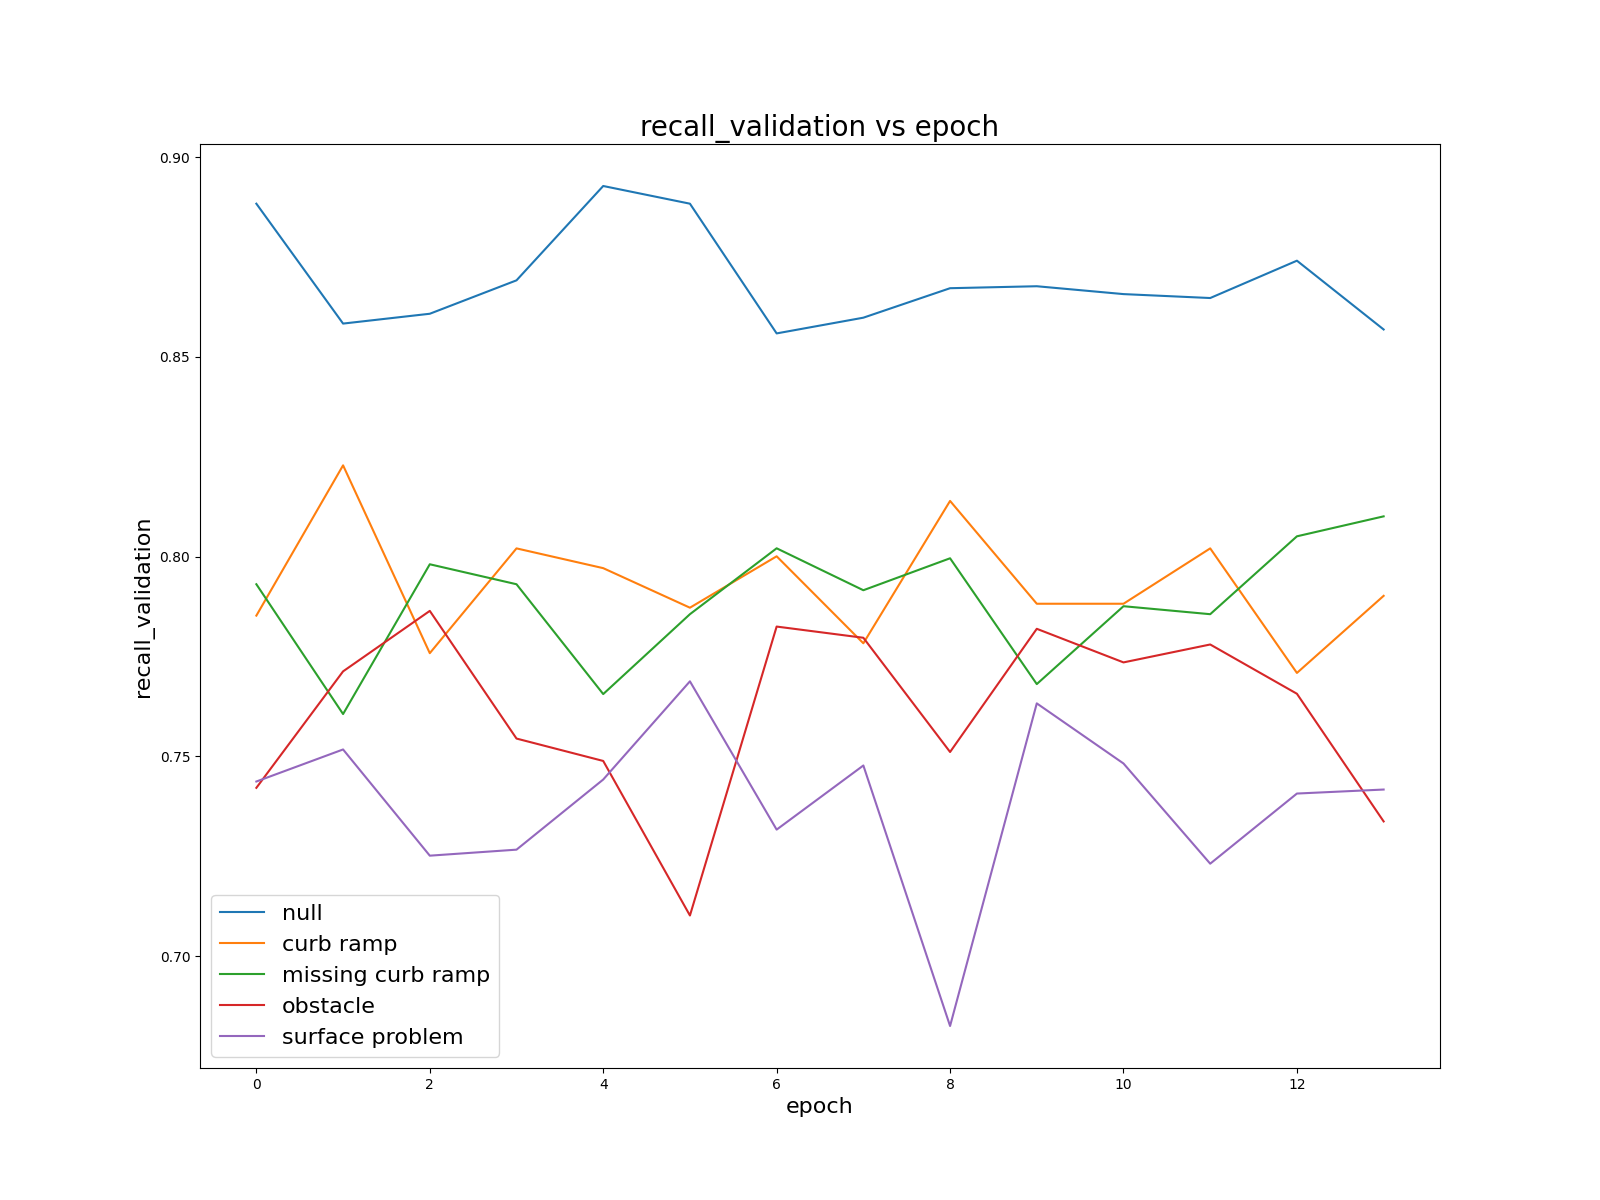 recall_validation vs epoch
0.90
0.85
0.80
0.75
0.70
recall_validation
null
curb ramp
missing curb ramp
obstacle
surface problem
0 2 4 6 8 10 12
epoch